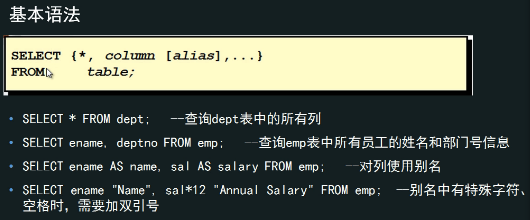 基本语法
SELECT {*, column [alias],...}
FROM table;
• SELECT * FROM dept; --查询dept表中的所有列
• SELECT ename, deptno FROM emp; --查询emp表中所有员工的姓名和部门号信息
• SELECT ename AS name, sal AS salary FROM emp; --对列使用别名
• SELECT ename "Name", sal*12 "Annual Salary" FROM emp; --别名中有特殊字符、
空格时，需要加双引号